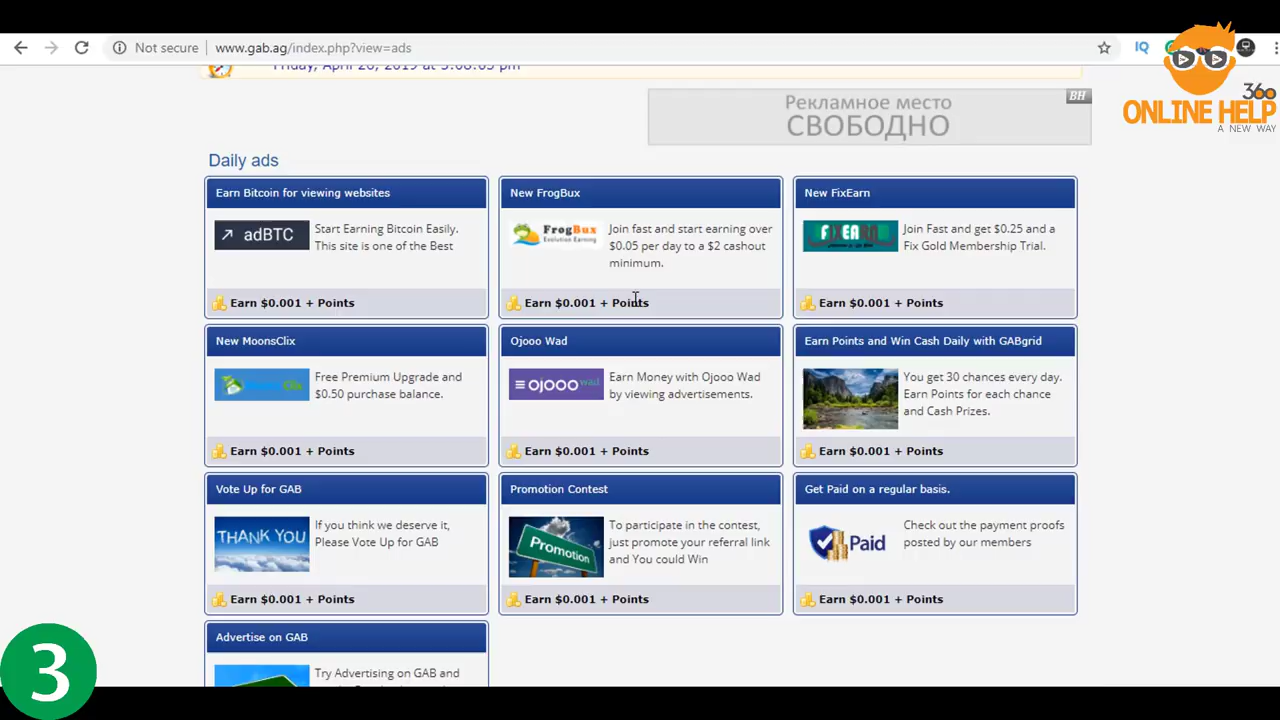 Not secure
www.gab.ag/index.php?view=ads
IQ
360
ONLINE HELP
A NEW WAY
Friday, April 26, 2019 at 3:08:05 pm
Рекламное место
СВОБОДНО
BH
Daily ads
Earn Bitcoin for viewing websites
adBTC
Start Earning Bitcoin Easily.
This site is one of the Best
Earn $0.001 + Points
New FrogBux
FrogBux
Evolution Earning
Join fast and start earning over
$0.05 per day to a $2 cashout
minimum.
Earn $0.001 + Points
New FixEarn
FIXEARN
Join Fast and get $0.25 and a
Fix Gold Membership Trial.
Earn $0.001 + Points
New MoonsClix
Free Premium Upgrade and
$0.50 purchase balance.
Earn $0.001 + Points
Ojooo Wad
ojooo wad
Earn Money with Ojooo Wad
by viewing advertisements.
Earn $0.001 + Points
Earn Points and Win Cash Daily with GABgrid
You get 30 chances every day.
Earn Points for each chance
and Cash Prizes.
Earn $0.001 + Points
Vote Up for GAB
THANK YOU
If you think we deserve it,
Please Vote Up for GAB
Earn $0.001 + Points
Promotion Contest
Promotion
To participate in the contest,
just promote your referral link
and You could Win
Earn $0.001 + Points
Get Paid on a regular basis.
Paid
Check out the payment proofs
posted by our members
Earn $0.001 + Points
Advertise on GAB
Try Advertising on GAB and
3